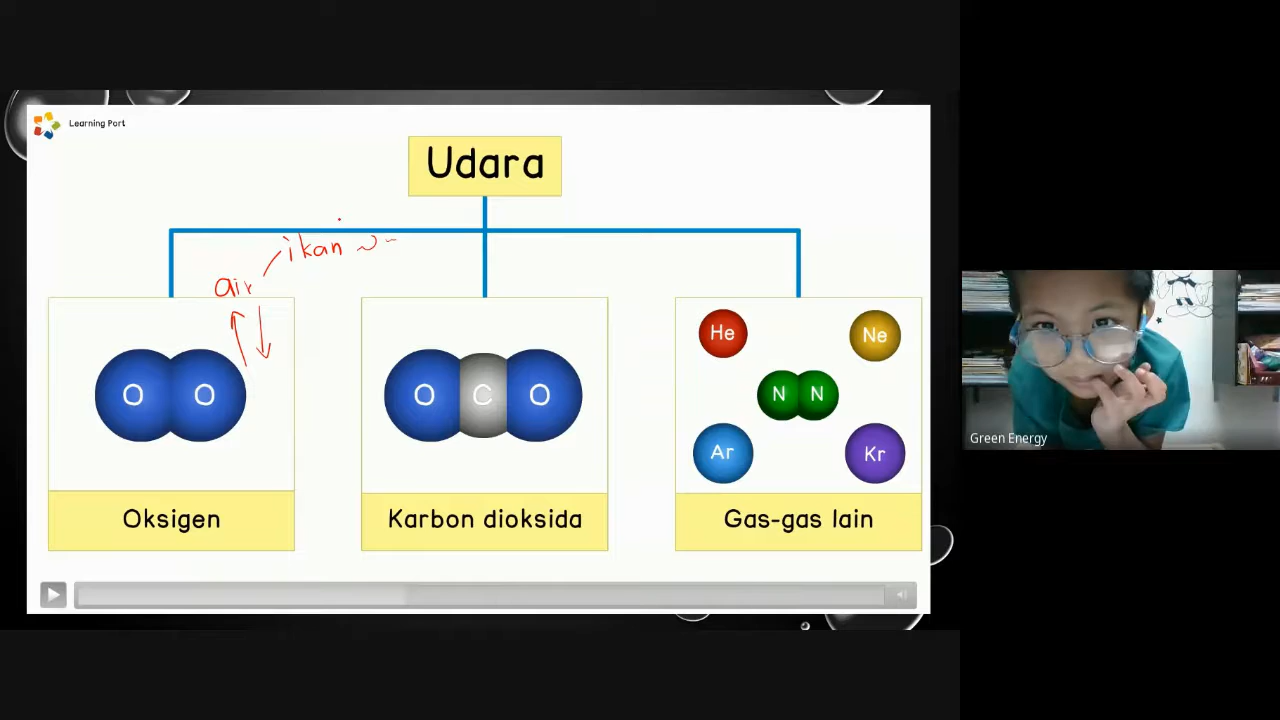 Learning Port
Udara
ikan
air
O O
O C O
He
Ne
N N
Ar
Kr
Oksigen
Karbon dioksida
Gas-gas lain
Green Energy